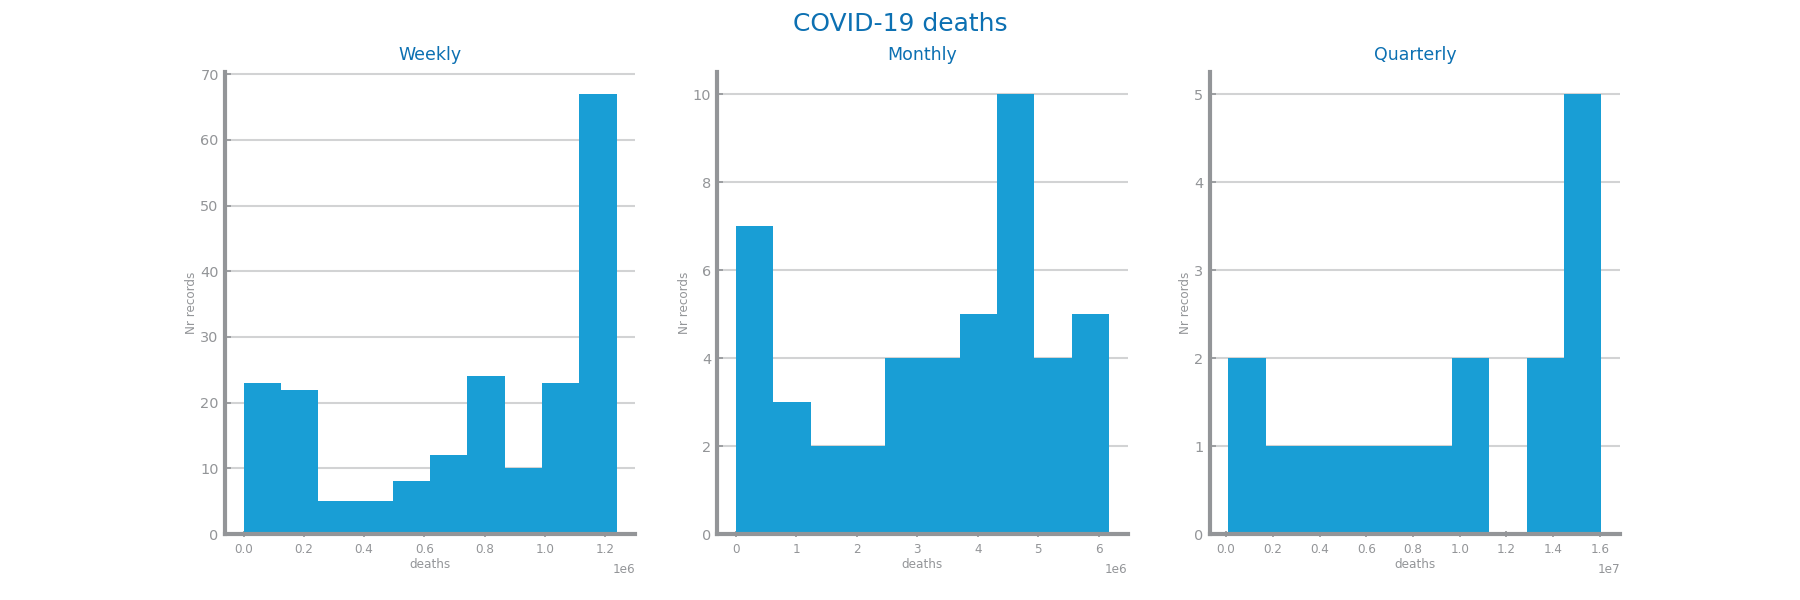 COVID-19 deaths
Weekly
70
60
50
40
30
20
10
0
Nr records
0.0 0.2 0.4 0.6 0.8 1.0 1.2
deaths
1e6
Monthly
10
8
6
4
2
0
Nr records
0 1 2 3 4 5 6
deaths
1e6
Quarterly
5
4
3
2
1
0
Nr records
0.0 0.2 0.4 0.6 0.8 1.0 1.2 1.4 1.6
deaths
1e7